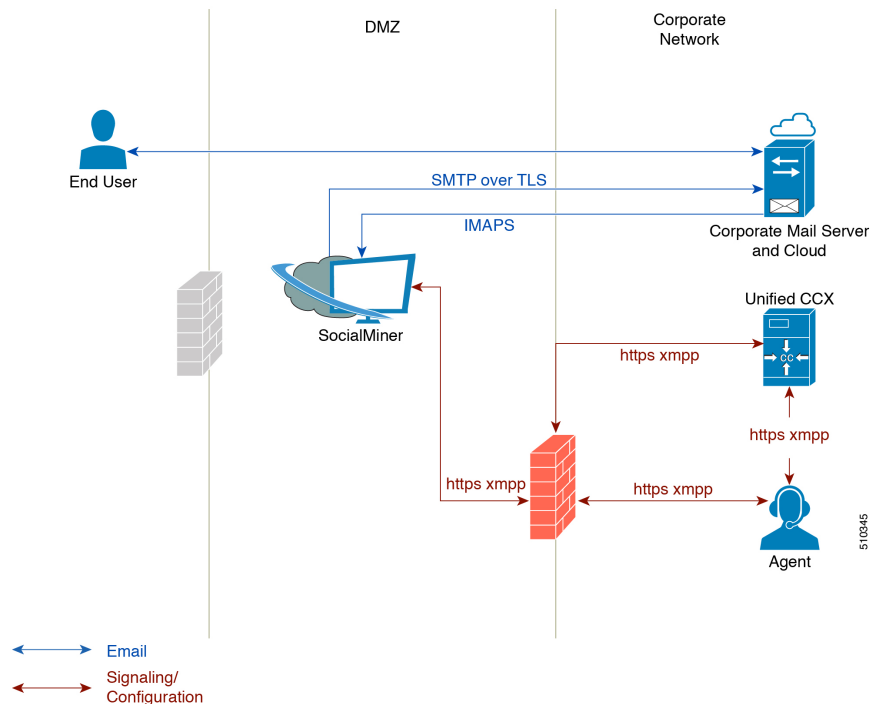 DMZ
Corporate
Network
End User
SMTP over TLS
IMAPS
Corporate Mail Server
and Cloud
SocialMiner
Unified CCX
CC
https xmpp
https xmpp
https xmpp
https xmpp
Agent
510345
Email
Signaling/
Configuration